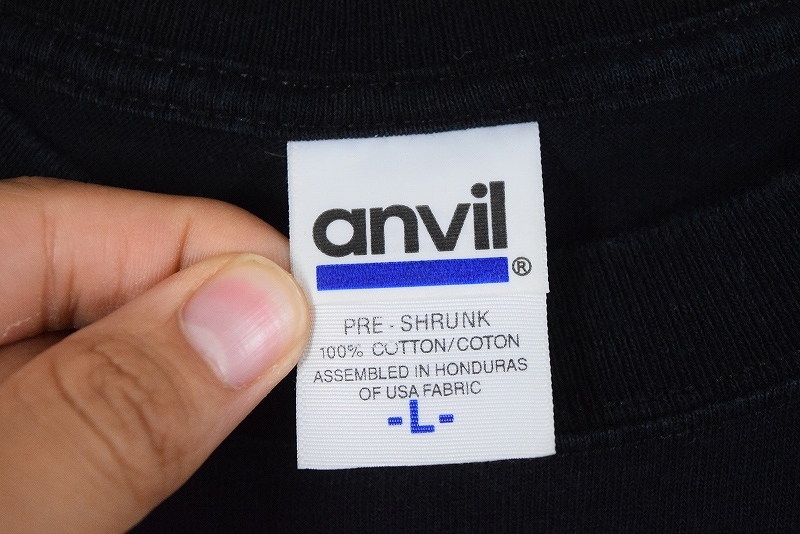 anvil
®
PRE-SHRUNK
100% COTTON/COTON
ASSEMBLED IN HONDURAS
OF USA FABRIC
-L-